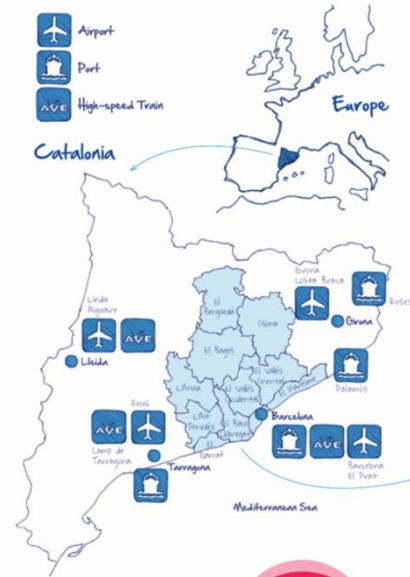 Airport
Port
AVE
High-speed Train
Europe
Catalonia
Girona
Costa Brava
Roses
Girona
Lleida
Alguaire
AVE
Lleida
El
Berguedà
Osona
El Bages
El Vallès
Oriental
El Maresme
Palamós
L'Anoia
El Vallès
Occidental
Barcelona
Reus
AVE
L'Alt
Penedès
El Baix
Llobregat
El
Garraf
Camp de
Tarragona
Tarragona
AVE
Barcelona
El Prat
Mediterranean Sea